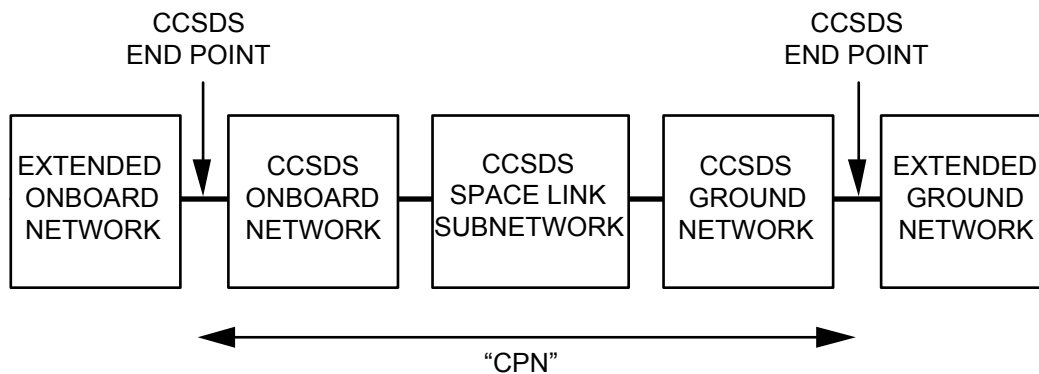 CCSDS
END POINT
CCSDS
END POINT
EXTENDED
ONBOARD
NETWORK
CCSDS
ONBOARD
NETWORK
CCSDS
SPACE LINK
SUBNETWORK
CCSDS
GROUND
NETWORK
EXTENDED
GROUND
NETWORK
“CPN”